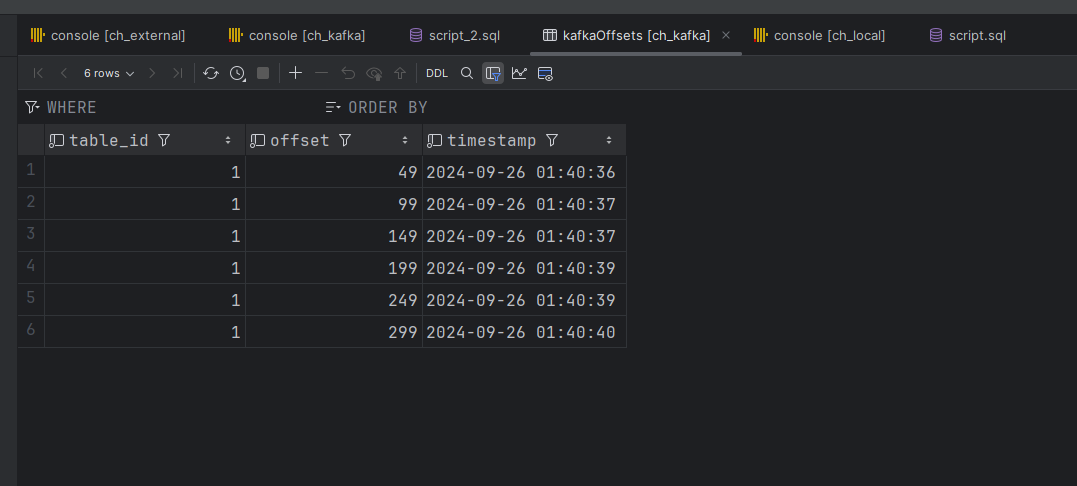 console [ch_external] console [ch_kafka] script_2.sql kafkaOffsets [ch_kafka] console [ch_local] script.sql
6 rows DDL
WHERE ORDER BY
table_id offset timestamp
1 1 49 2024-09-26 01:40:36
2 1 99 2024-09-26 01:40:37
3 1 149 2024-09-26 01:40:37
4 1 199 2024-09-26 01:40:39
5 1 249 2024-09-26 01:40:39
6 1 299 2024-09-26 01:40:40